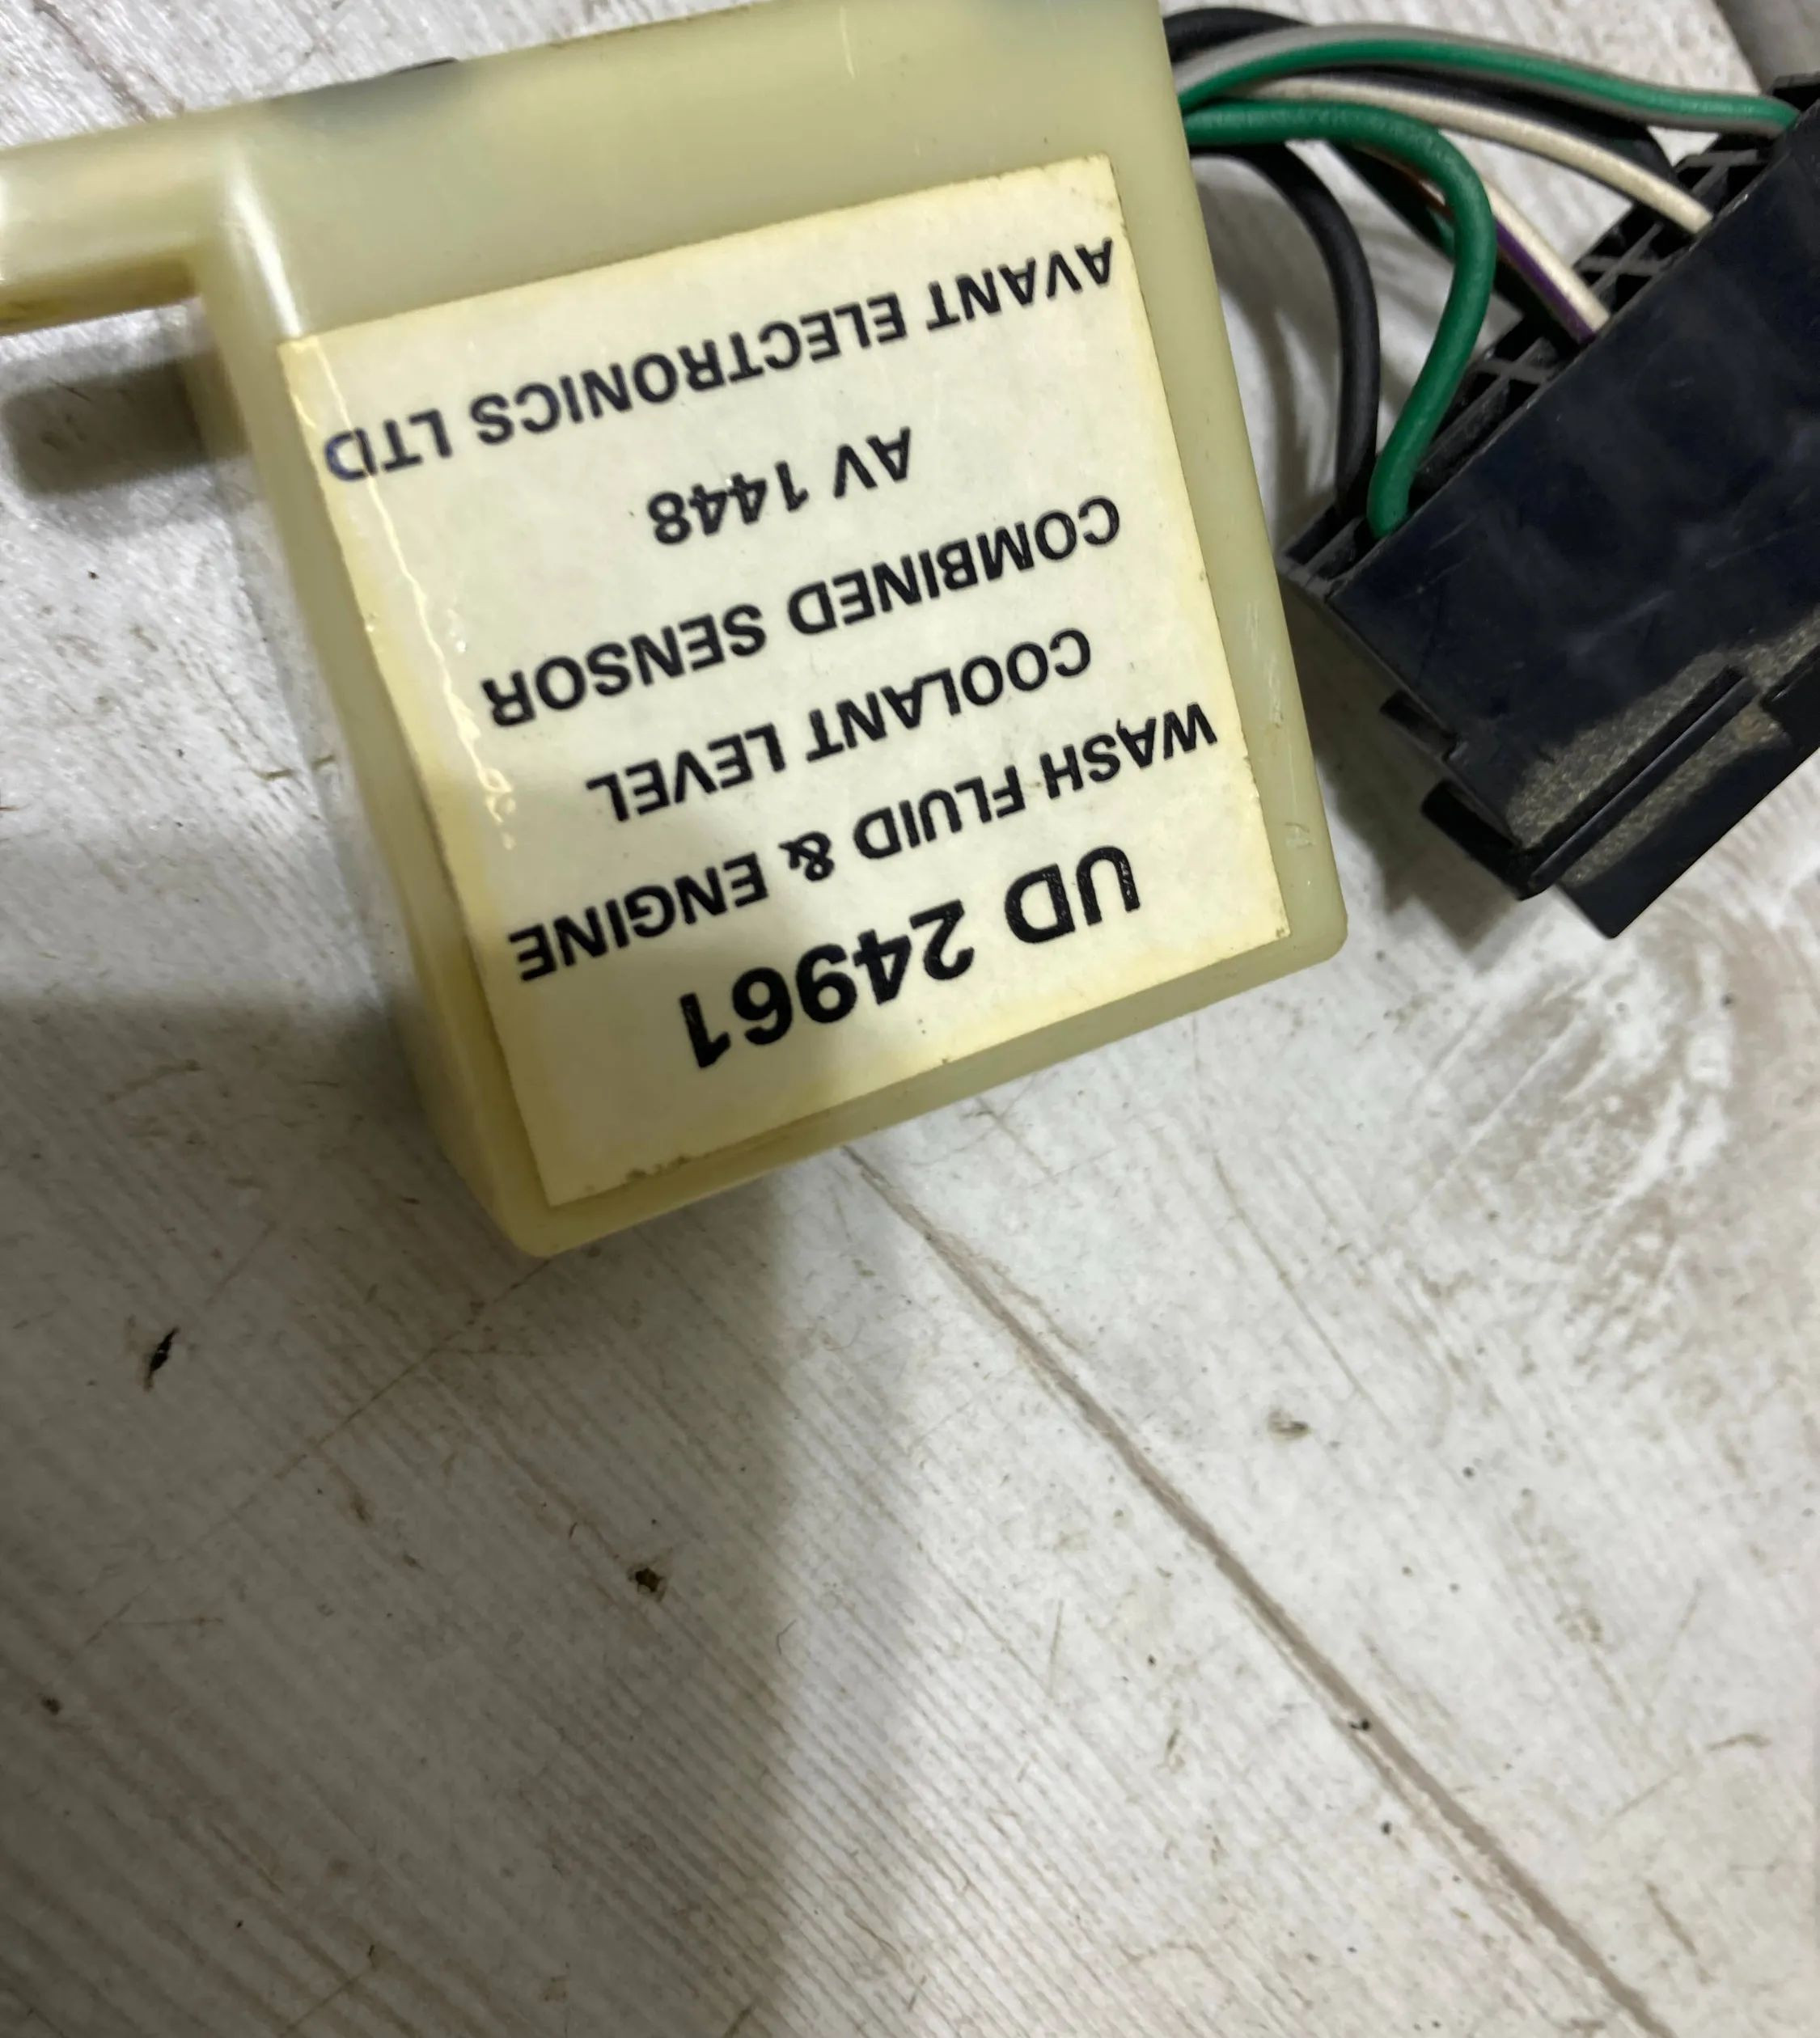 UD 24961
WASH FLUID & ENGINE
COOLANT LEVEL
COMBINED SENSOR
AV 1448
AVANT ELECTRONICS LTD